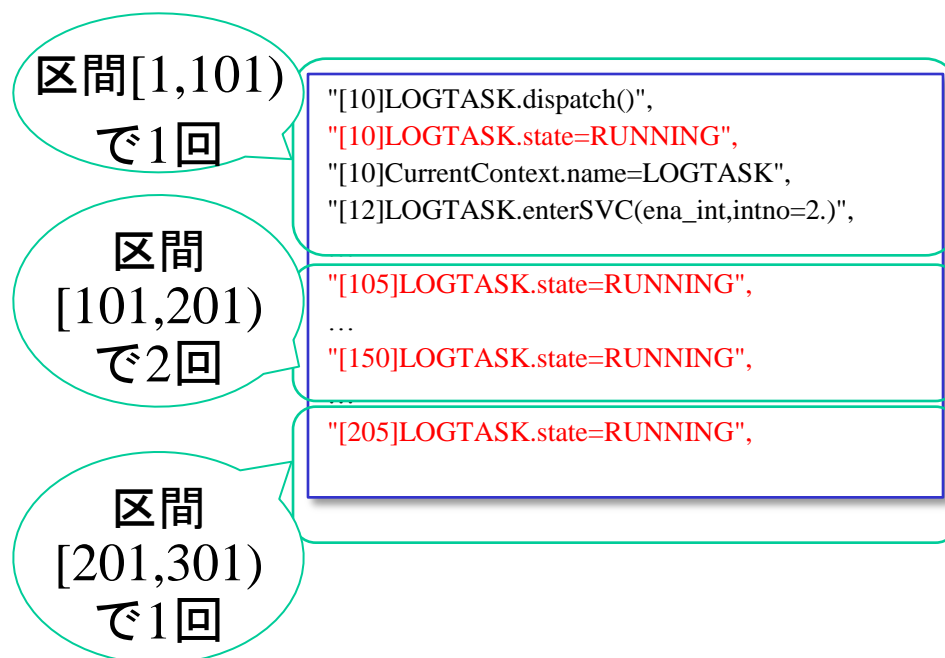 区間[1,101)
で1回
"[10]LOGTASK.dispatch()",
"[10]LOGTASK.state=RUNNING",
"[10]CurrentContext.name=LOGTASK",
"[12]LOGTASK.enterSVC(ena_int,intno=2.)",
…
区間
[101,201)
で2回
"[105]LOGTASK.state=RUNNING",
…
"[150]LOGTASK.state=RUNNING",
…
区間
[201,301)
で1回
"[205]LOGTASK.state=RUNNING",